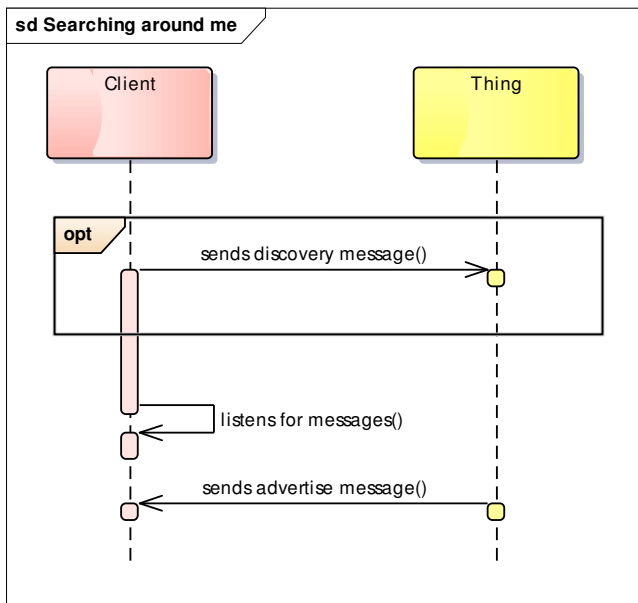 sd Searching around me
Client
Thing
opt
sends discovery message()
listens for messages()
sends advertise message()